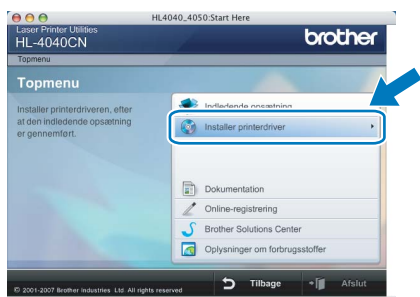 HL4040_4050:Start Here
Laser Printer Utilities
HL-4040CN
brother
Topmenu
Topmenu
Installer printerdriveren, efter
at den indledende opsætning
er gennemført.
Indledende opsætning
Installer printerdriver
Dokumentation
Online-registrering
Brother Solutions Center
Oplysninger om forbrugsstoffer
© 2001-2007 Brother Industries Ltd. All rights reserved
Tilbage
Afslut